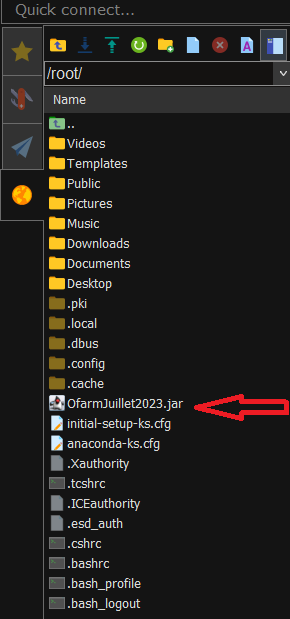 Quick connect...
/root/
Name
..
Videos
Templates
Public
Pictures
Music
Downloads
Documents
Desktop
.pki
.local
.dbus
.config
.cache
OfarmJuillet2023.jar
initial-setup-ks.cfg
anaconda-ks.cfg
.Xauthority
.tcshrc
.ICEauthority
.esd_auth
.cshrc
.bashrc
.bash_profile
.bash_logout